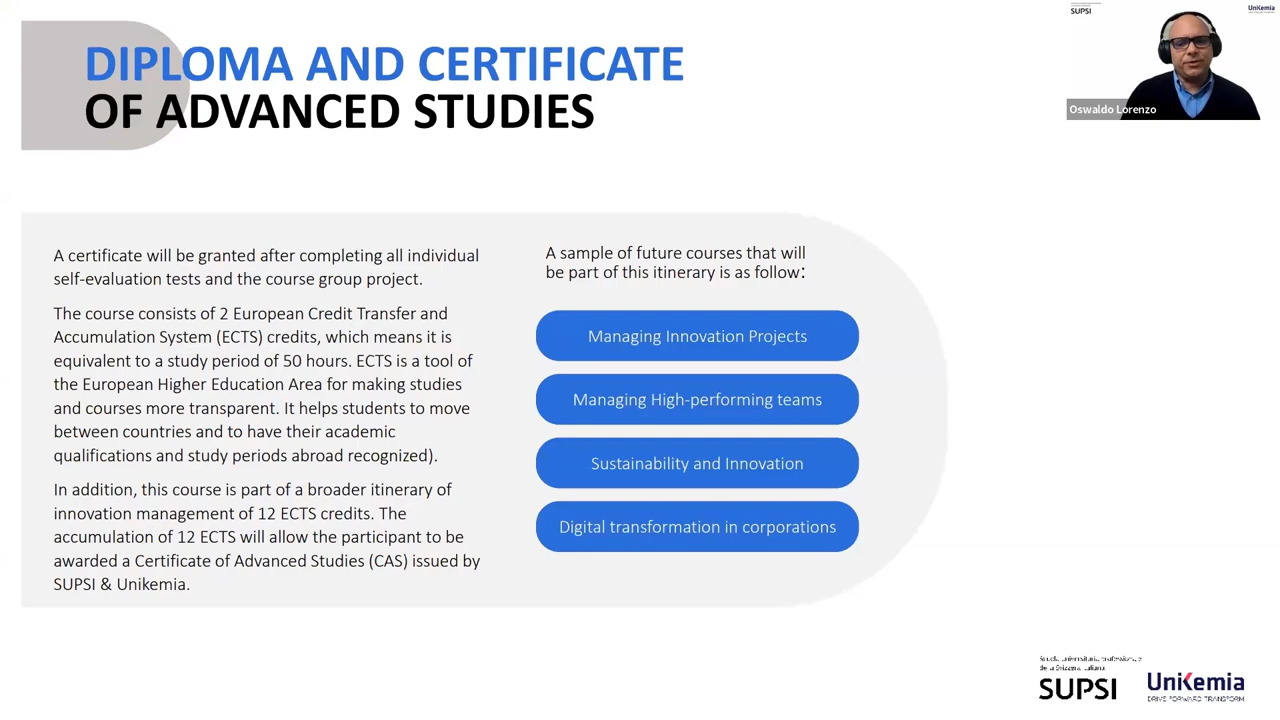 DIPLOMA AND CERTIFICATE
OF ADVANCED STUDIES
SUPSI
UniKemia
Oswaldo Lorenzo
A certificate will be granted after completing all individual
self-evaluation tests and the course group project.
The course consists of 2 European Credit Transfer and
Accumulation System (ECTS) credits, which means it is
equivalent to a study period of 50 hours. ECTS is a tool of
the European Higher Education Area for making studies
and courses more transparent. It helps students to move
between countries and to have their academic
qualifications and study periods abroad recognized).
In addition, this course is part of a broader itinerary of
innovation management of 12 ECTS credits. The
accumulation of 12 ECTS will allow the participant to be
awarded a Certificate of Advanced Studies (CAS) issued by
SUPSI & Unikemia.
A sample of future courses that will
be part of this itinerary is as follow:
Managing Innovation Projects
Managing High-performing teams
Sustainability and Innovation
Digital transformation in corporations
SUPSI
UniKemia
DRIVE FORWARD TRANSFORM